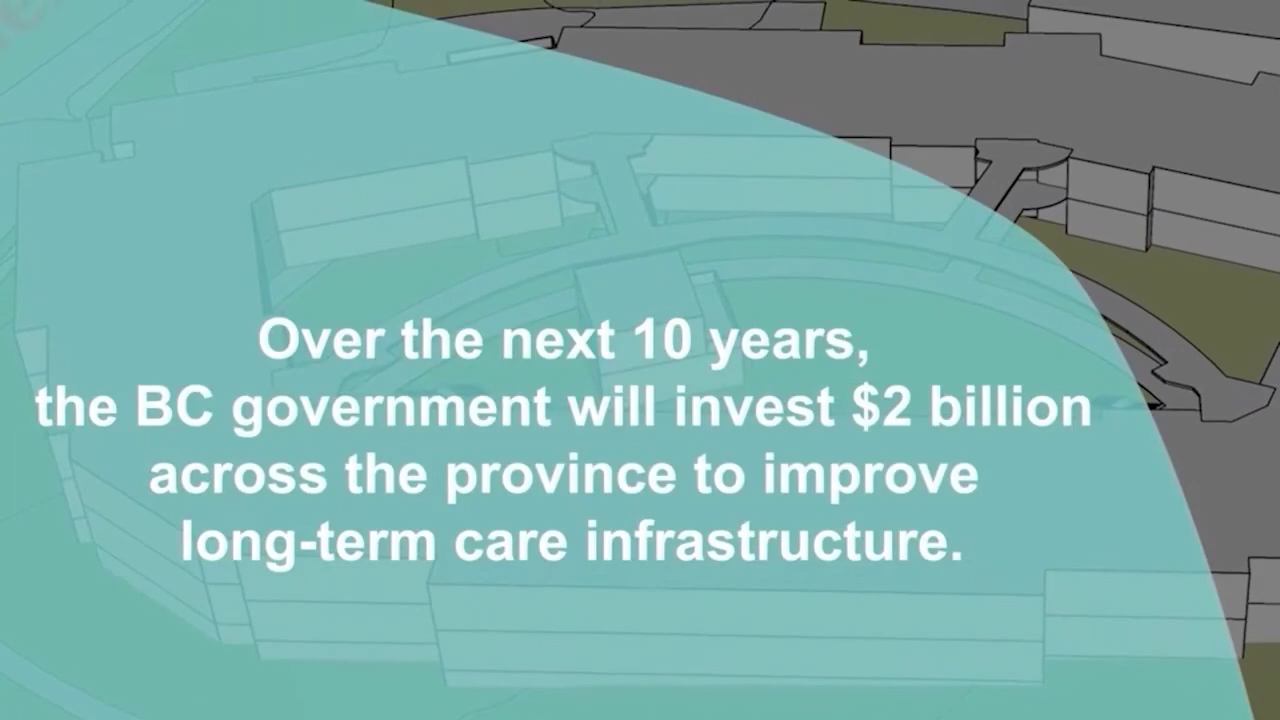 Over the next 10 years,
the BC government will invest $2 billion
across the province to improve
long-term care infrastructure.